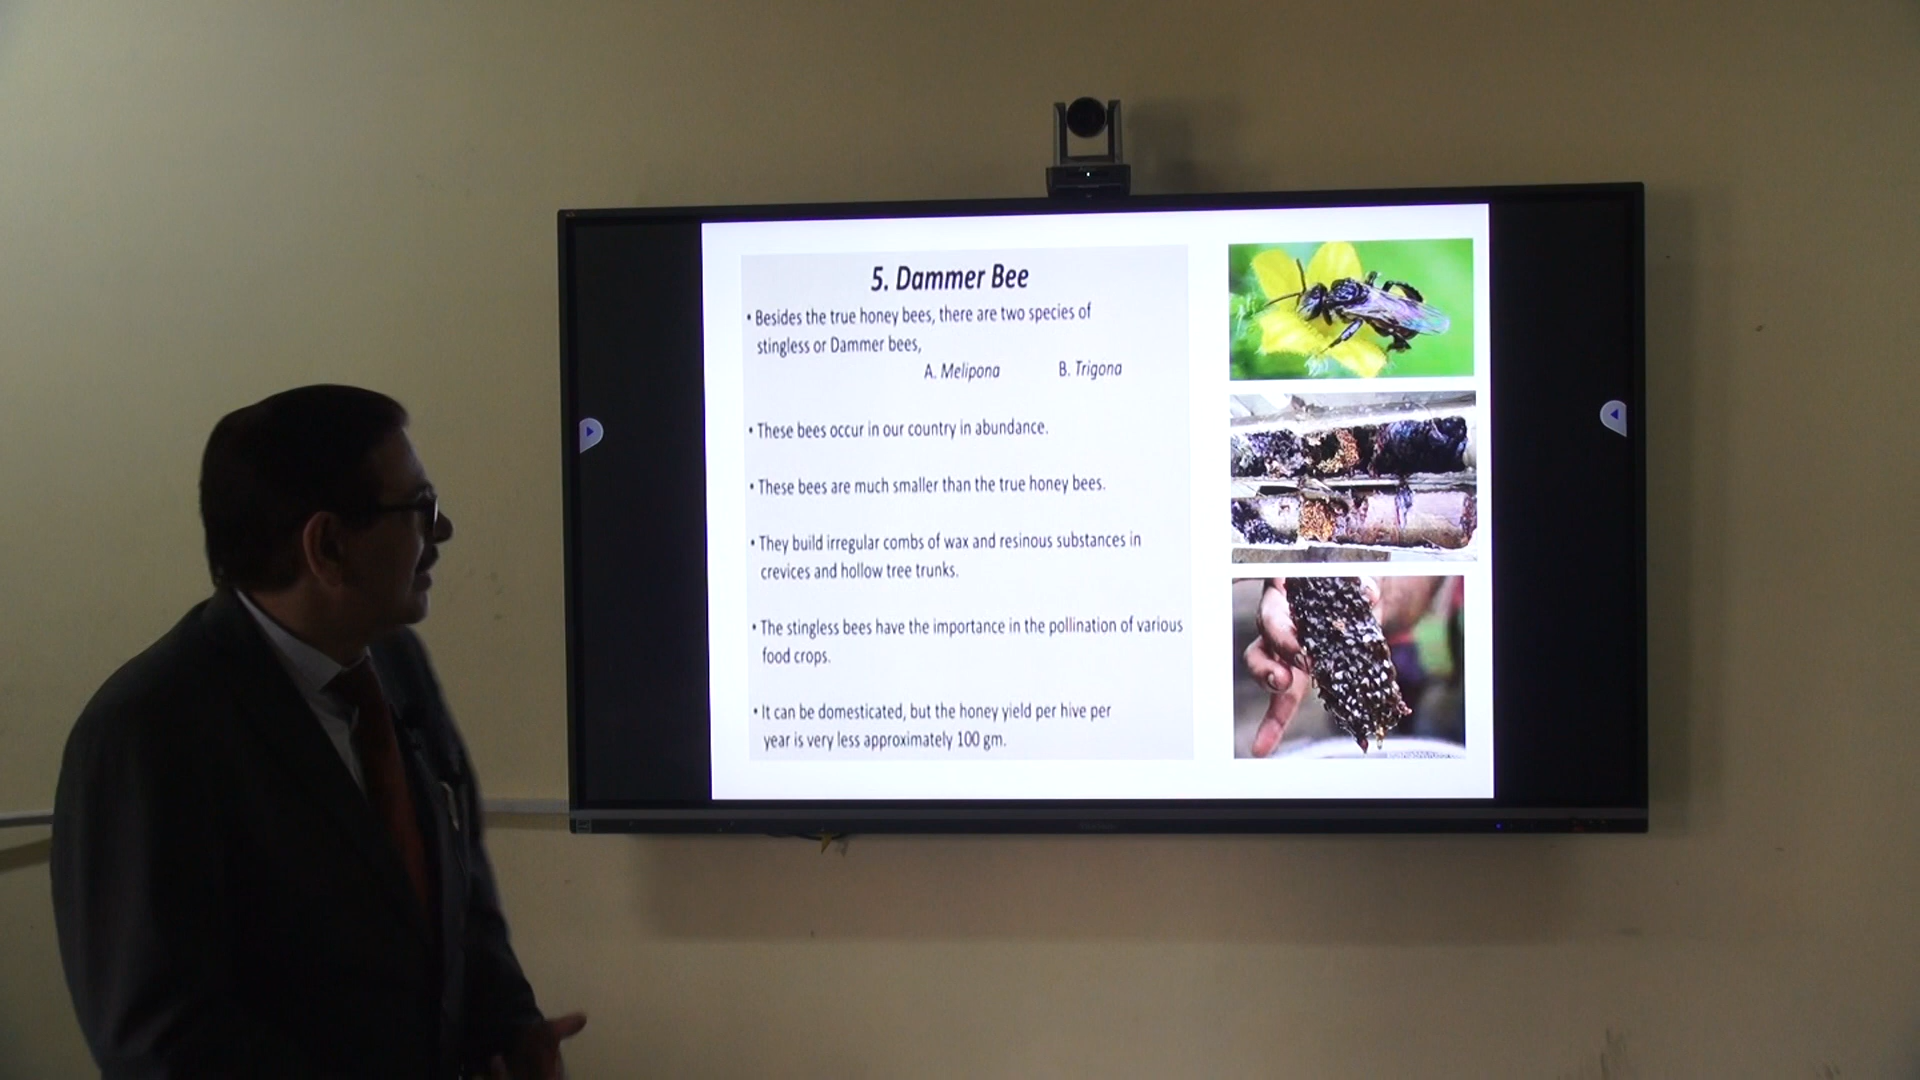 5. Dammer Bee
• Besides the true honey bees, there are two species of
stingless or Dammer bees,
A. Melipona B. Trigona
• These bees occur in our country in abundance.
• These bees are much smaller than the true honey bees.
• They build irregular combs of wax and resinous substances in
crevices and hollow tree trunks.
• The stingless bees have the importance in the pollination of various
food crops.
• It can be domesticated, but the honey yield per hive per
year is very less approximately 100 gm.